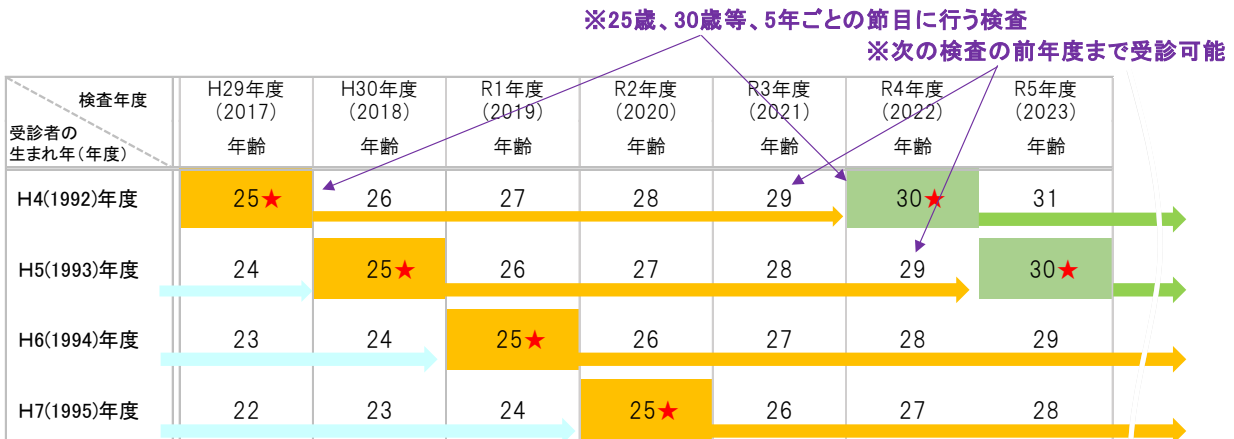 ※25歳、30歳等、5年ごとの節目に行う検査
※次の検査の前年度まで受診可能
検査年度
受診者の
生まれ年(年度)
H29年度 H30年度 R1年度 R2年度 R3年度 R4年度 R5年度
(2017) (2018) (2019) (2020) (2021) (2022) (2023)
年齢 年齢 年齢 年齢 年齢 年齢 年齢
H4(1992)年度 25★ 26 27 28 29 30★ 31
H5(1993)年度 24 25★ 26 27 28 29 30★
H6(1994)年度 23 24 25★ 26 27 28 29
H7(1995)年度 22 23 24 25★ 26 27 28